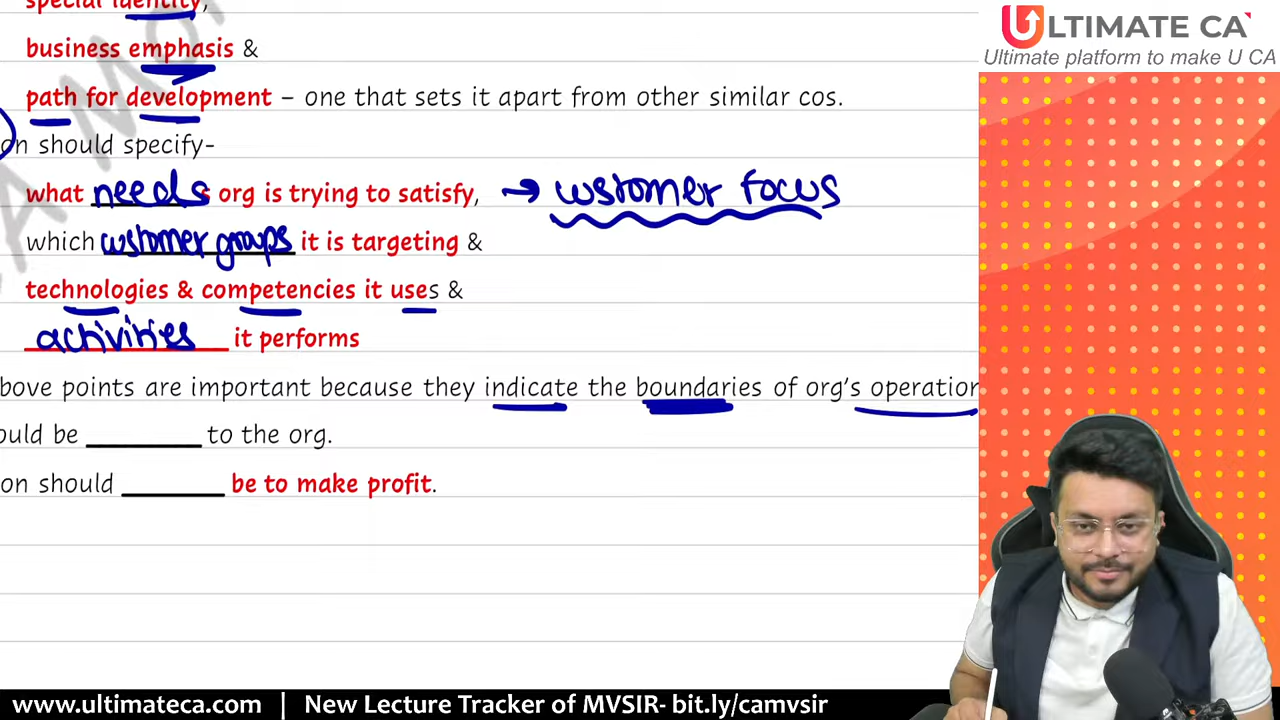 special identity,
business emphasis &
path for development – one that sets it apart from other similar cos.
on should specify-
what needs org is trying to satisfy, → customer focus
which customer groups it is targeting &
technologies & competencies it uses &
activities it performs
bove points are important because they indicate the boundaries of org's operation
ould be ________ to the org.
on should ________ be to make profit.
ULTIMATE CA
Ultimate platform to make U CA
www.ultimateca.com | New Lecture Tracker of MVSIR- bit.ly/camvsir